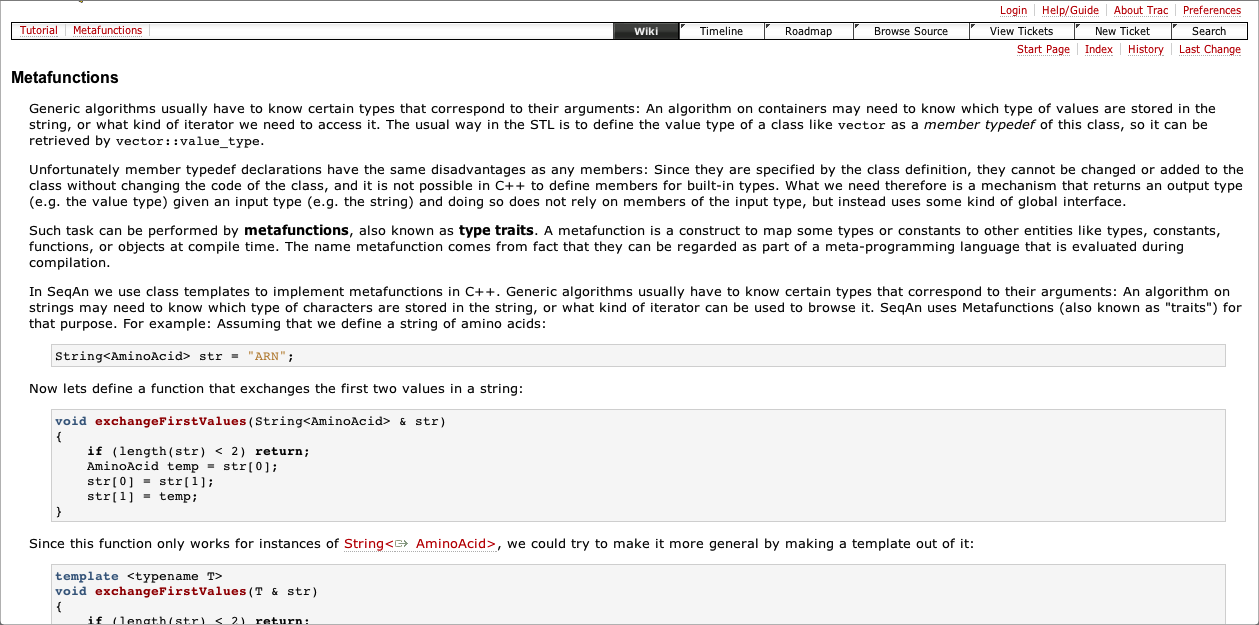 Login Help/Guide About Trac Preferences
Tutorial Metafunctions Wiki Timeline Roadmap Browse Source View Tickets New Ticket Search
Start Page Index History Last Change
Metafunctions
Generic algorithms usually have to know certain types that correspond to their arguments: An algorithm on containers may need to know which type of values are stored in the
string, or what kind of iterator we need to access it. The usual way in the STL is to define the value type of a class like vector as a member typedef of this class, so it can be
retrieved by vector::value_type.
Unfortunately member typedef declarations have the same disadvantages as any members: Since they are specified by the class definition, they cannot be changed or added to the
class without changing the code of the class, and it is not possible in C++ to define members for built-in types. What we need therefore is a mechanism that returns an output type
(e.g. the value type) given an input type (e.g. the string) and doing so does not rely on members of the input type, but instead uses some kind of global interface.
Such task can be performed by metafunctions, also known as type traits. A metafunction is a construct to map some types or constants to other entities like types, constants,
functions, or objects at compile time. The name metafunction comes from fact that they can be regarded as part of a meta-programming language that is evaluated during
compilation.
In SeqAn we use class templates to implement metafunctions in C++. Generic algorithms usually have to know certain types that correspond to their arguments: An algorithm on
strings may need to know which type of characters are stored in the string, or what kind of iterator can be used to browse it. SeqAn uses Metafunctions (also known as "traits") for
that purpose. For example: Assuming that we define a string of amino acids:
String<AminoAcid> str = "ARN";
Now lets define a function that exchanges the first two values in a string:
void exchangeFirstValues(String<AminoAcid> & str)
{
    if (length(str) < 2) return;
    AminoAcid temp = str[0];
    str[0] = str[1];
    str[1] = temp;
}
Since this function only works for instances of String< AminoAcid>, we could try to make it more general by making a template out of it:
template <typename T>
void exchangeFirstValues(T & str)
{
    if (length(str) < 2) return;